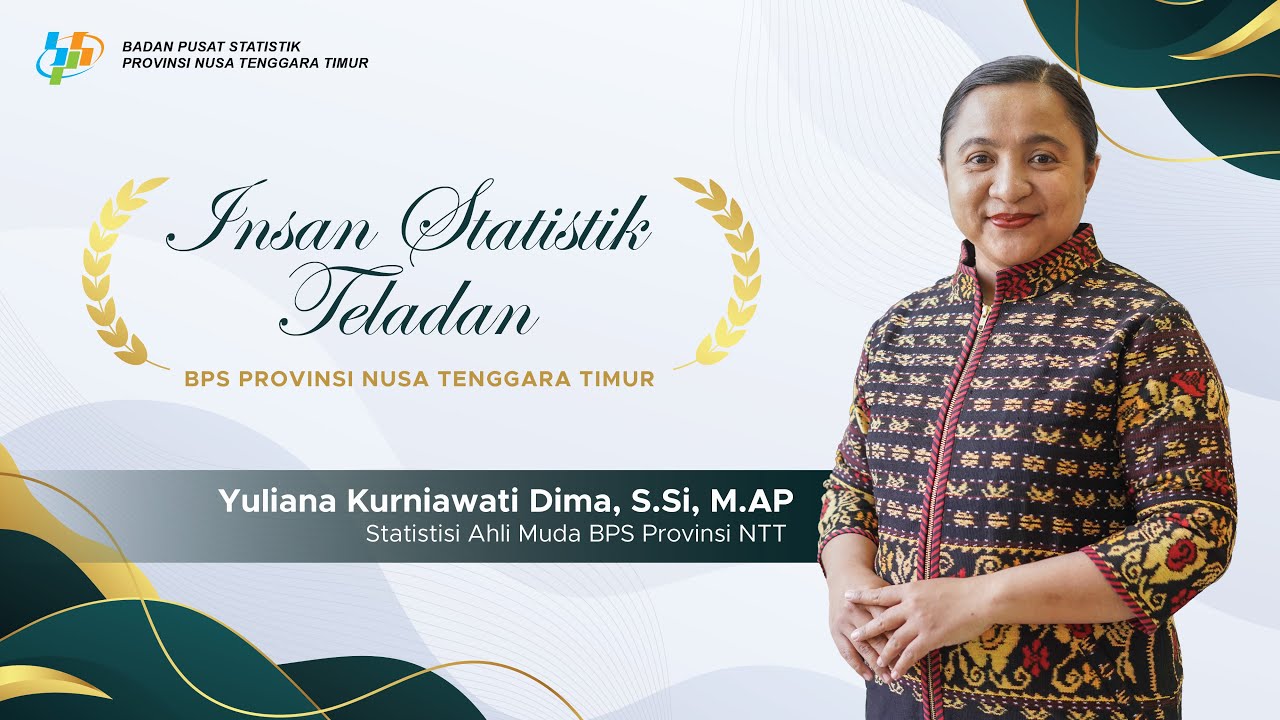 BADAN PUSAT STATISTIK
PROVINSI NUSA TENGGARA TIMUR
Insan Statistik
Teladan
BPS PROVINSI NUSA TENGGARA TIMUR
Yuliana Kurniawati Dima, S.Si, M.AP
Statistisi Ahli Muda BPS Provinsi NTT